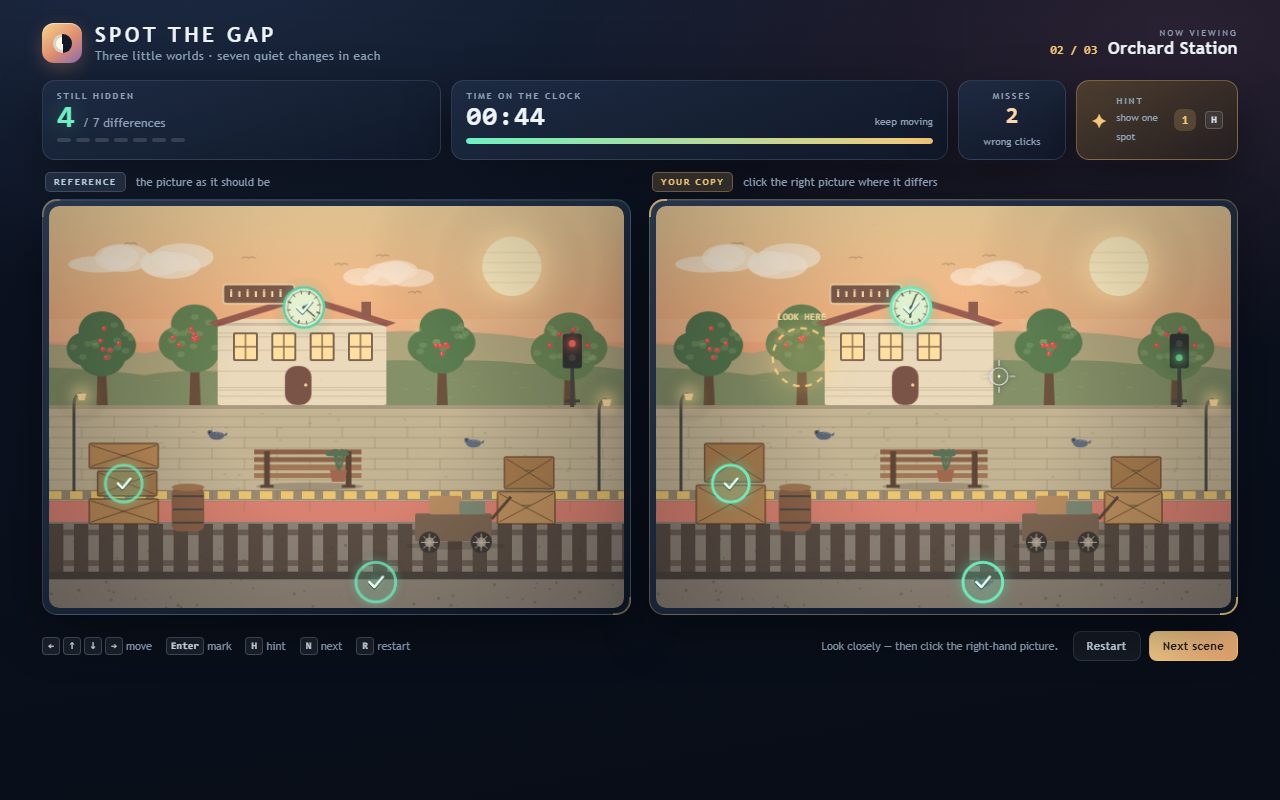 SPOT THE GAP
Three little worlds · seven quiet changes in each
NOW VIEWING
02 / 03 Orchard Station
STILL HIDDEN
4 / 7 differences
TIME ON THE CLOCK
00:44
keep moving
MISSES
2
wrong clicks
HINT
show one
spot
1 H
REFERENCE the picture as it should be
YOUR COPY click the right picture where it differs
LOOK HERE
← ↑ ↓ → move Enter mark H hint N next R restart
Look closely — then click the right-hand picture.
Restart
Next scene